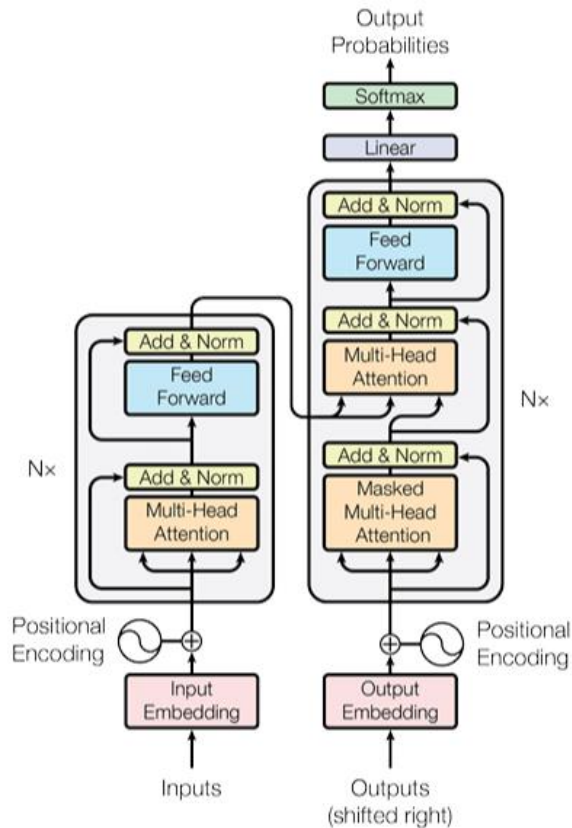 Output
Probabilities
Softmax
Linear
Add & Norm
Feed
Forward
Add & Norm
Multi-Head
Attention
Add & Norm
Masked
Multi-Head
Attention
N×
Add & Norm
Feed
Forward
Add & Norm
Multi-Head
Attention
N×
Positional
Encoding
Input
Embedding
Inputs
Positional
Encoding
Output
Embedding
Outputs
(shifted right)